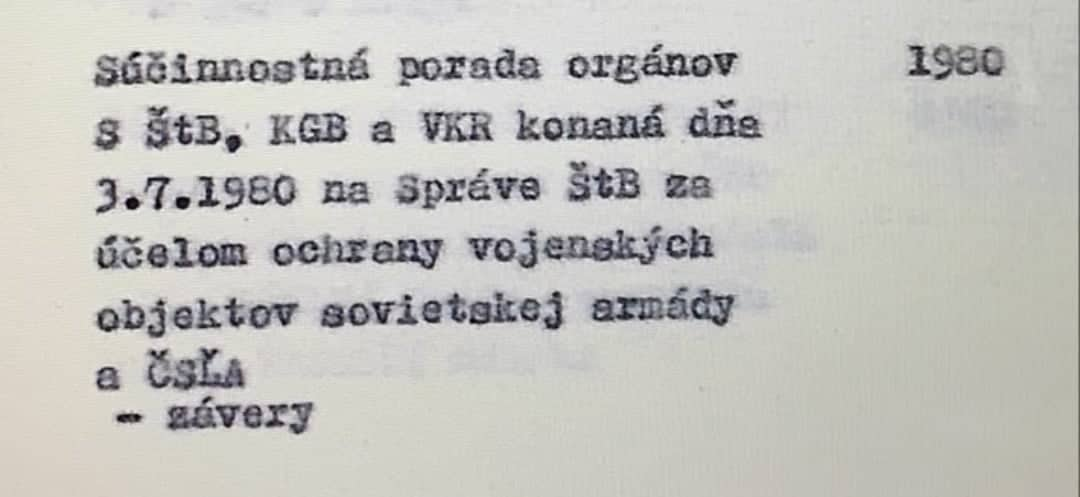 Súčinnostná porada orgánov 1980
S ŠtB, KGB a VKR konaná dňa
3.7.1980 na Správe ŠtB za
účelom ochrany vojenských
objektov sovietskej armády
a ČSĽA
- závery